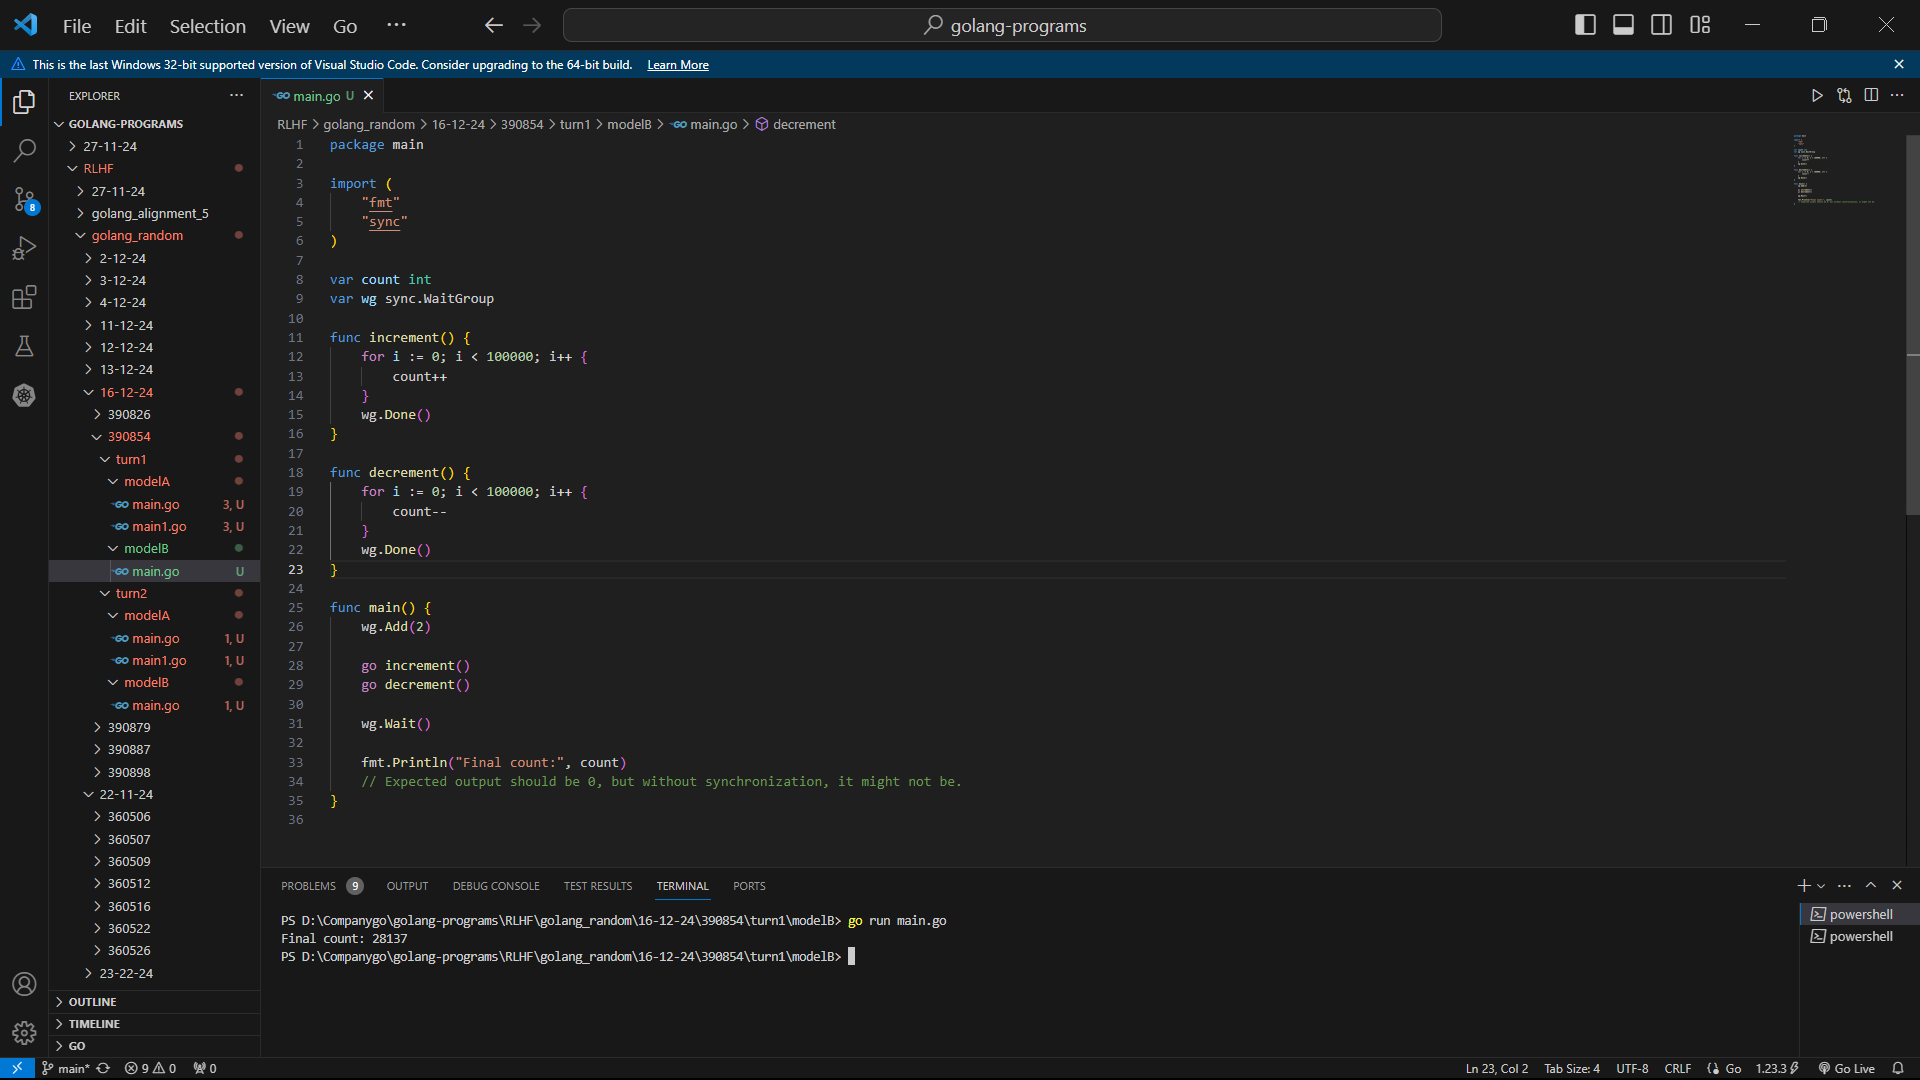 File Edit Selection View Go ··· golang-programs
This is the last Windows 32-bit supported version of Visual Studio Code. Consider upgrading to the 64-bit build. Learn More
EXPLORER ···
GOLANG-PROGRAMS
27-11-24
RLHF
27-11-24
golang_alignment_5
golang_random
2-12-24
3-12-24
4-12-24
11-12-24
12-12-24
13-12-24
16-12-24
390826
390854
turn1
modelA
main.go 3, U
main1.go 3, U
modelB
main.go U
turn2
modelA
main.go 1, U
main1.go 1, U
modelB
main.go 1, U
390879
390887
390898
22-11-24
360506
360507
360509
360512
360516
360522
360526
23-22-24
OUTLINE
TIMELINE
GO
8
main.go U
RLHF > golang_random > 16-12-24 > 390854 > turn1 > modelB > main.go > decrement
1 package main
2
3 import (
4 "fmt"
5 "sync"
6 )
7
8 var count int
9 var wg sync.WaitGroup
10
11 func increment() {
12 for i := 0; i < 100000; i++ {
13 count++
14 }
15 wg.Done()
16 }
17
18 func decrement() {
19 for i := 0; i < 100000; i++ {
20 count--
21 }
22 wg.Done()
23 }
24
25 func main() {
26 wg.Add(2)
27
28 go increment()
29 go decrement()
30
31 wg.Wait()
32
33 fmt.Println("Final count:", count)
34 // Expected output should be 0, but without synchronization, it might not be.
35 }
36
PROBLEMS 9 OUTPUT DEBUG CONSOLE TEST RESULTS TERMINAL PORTS
PS D:\Companygo\golang-programs\RLHF\golang_random\16-12-24\390854\turn1\modelB> go run main.go
Final count: 28137
PS D:\Companygo\golang-programs\RLHF\golang_random\16-12-24\390854\turn1\modelB>
powershell
powershell
main* 9 0 0 Ln 23, Col 2 Tab Size: 4 UTF-8 CRLF Go 1.23.3 Go Live